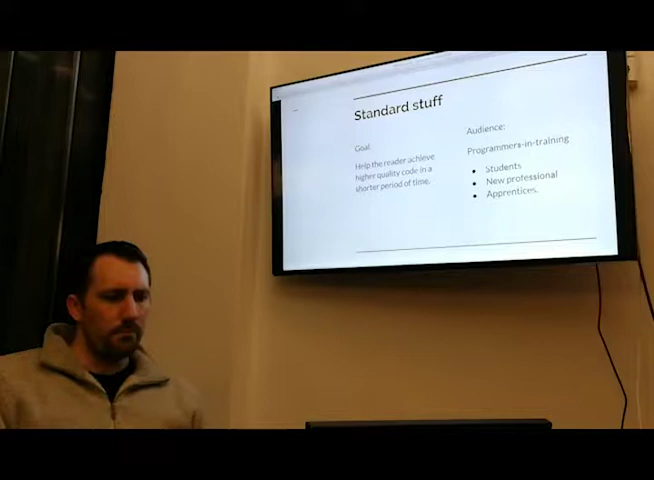 Standard stuff
Goal:
Help the reader achieve
higher quality code in a
shorter period of time.
Audience:
Programmers-in-training
Students
New professional
Apprentices.